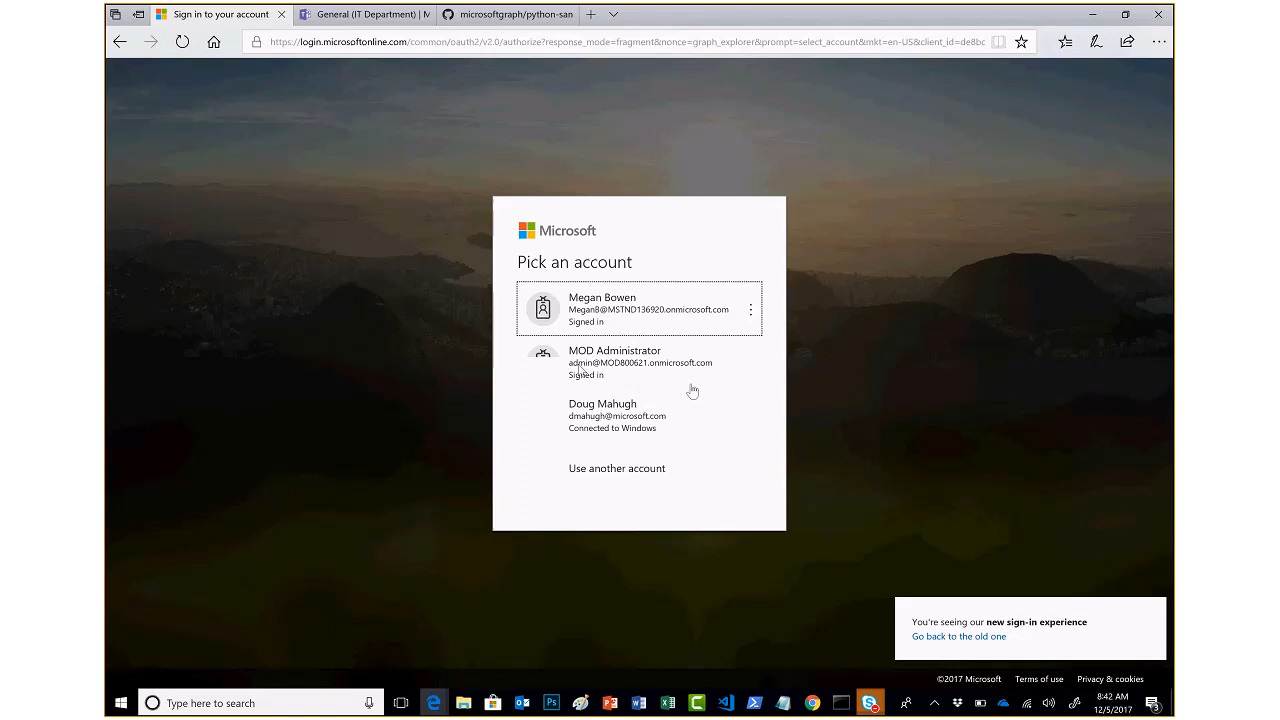 Sign in to your account
General (IT Department) | M
microsoftgraph/python-san
https://login.microsoftonline.com/common/oauth2/v2.0/authorize?response_mode=fragment&nonce=graph_explorer&prompt=select_account&mkt=en-US&client_id=de8bc
Microsoft
Pick an account
Megan Bowen
MeganB@MSTND136920.onmicrosoft.com
Signed in
MOD Administrator
admin@MOD800621.onmicrosoft.com
Signed in
Doug Mahugh
dmahugh@microsoft.com
Connected to Windows
Use another account
You're seeing our new sign-in experience
Go back to the old one
©2017 Microsoft Terms of use Privacy & cookies
Type here to search
8:42 AM
12/5/2017
3